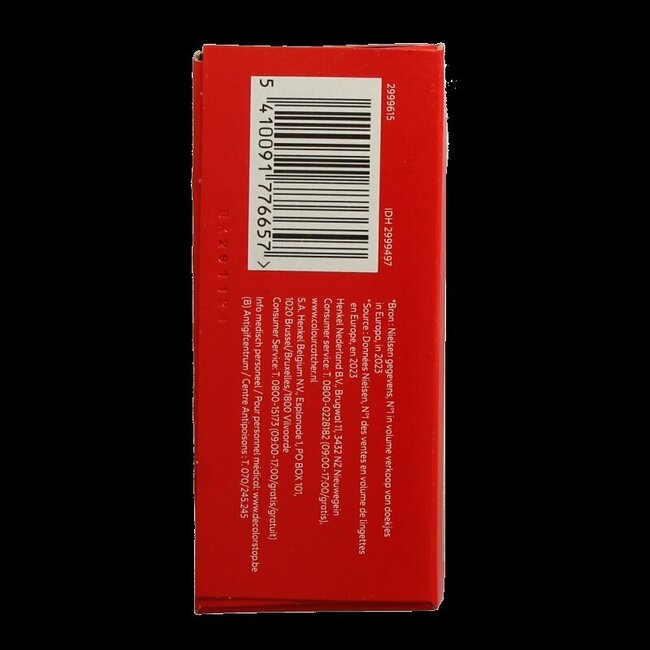 2999615
IDH 2999497
5 410091 776657 >
*Bron : Nielsen gegevens, N°1 in volume verkoop van doekjes
in Europa, in 2023
*Source : Données Nielsen, N°1 des ventes en volume de lingettes
en Europe, en 2023
Henkel Nederland B.V., Brugwal 11, 3432 NZ Nieuwegein
Consumer service: T. 0800-0228182 (09:00-17:00/gratis),
www.colourcatcher.nl
S.A. Henkel Belgium N.V., Esplanade 1, PO BOX 101,
1020 Brussel/Bruxelles/1800 Vilvoorde
Consumer Service: T. 0800-15173 (09:00-17:00/gratis/gratuit)
Info medisch personeel / Pour personnel médical: www.decolorstop.be
(B) Antigifcentrum / Centre Antipoisons : T. 070/245.245